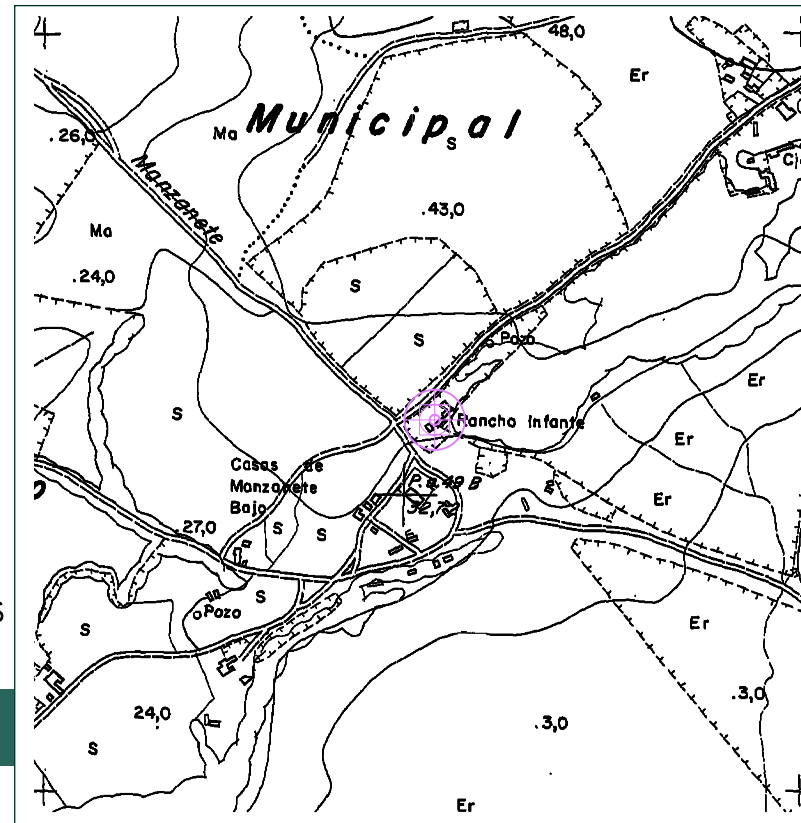 48,0
Er
Municipal
.26,0
Ma
S
Manzanete
.43,0
Ma
.24,0
S
S
Pozo
Er
S
Rancho Infante
Er
Casas de
Manzanete
Bajo
P.a. 49 B
Er
.27,0
S
S
Pozo
S
S
Er
24,0
.3,0
.3,0
S
Er